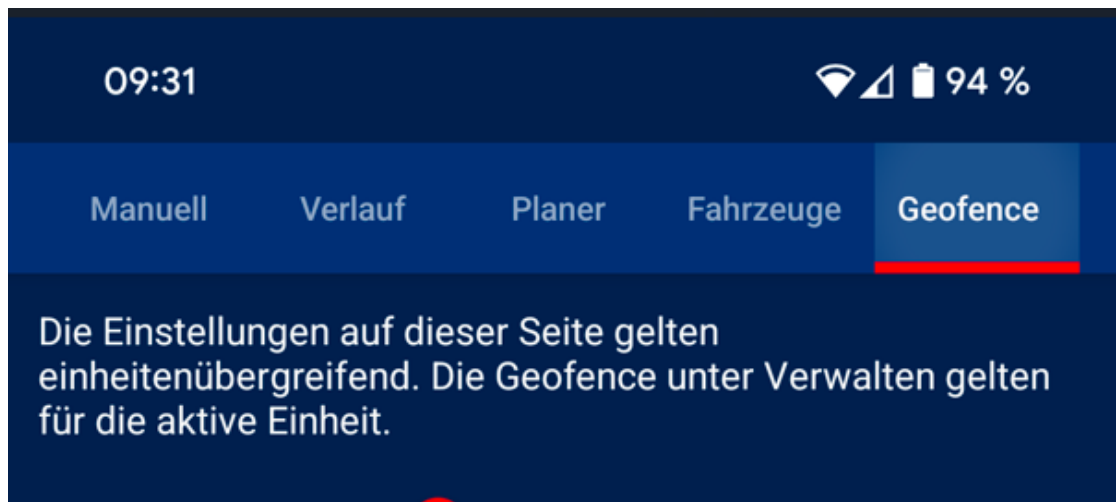 09:31 94 %
Manuell Verlauf Planer Fahrzeuge Geofence
Die Einstellungen auf dieser Seite gelten
einheitenübergreifend. Die Geofence unter Verwalten gelten
für die aktive Einheit.